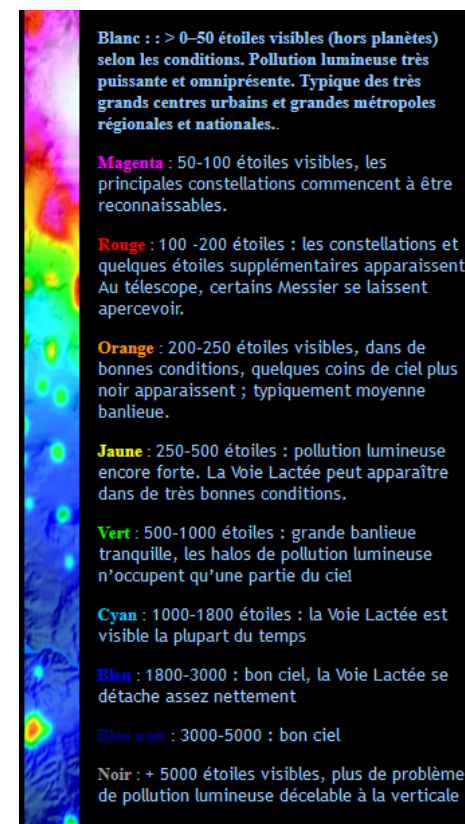 Blanc : : > 0–50 étoiles visibles (hors planètes)
selon les conditions. Pollution lumineuse très
puissante et omniprésente. Typique des très
grands centres urbains et grandes métropoles
régionales et nationales..
Magenta : 50-100 étoiles visibles, les
principales constellations commencent à être
reconnaissables.
Rouge : 100 -200 étoiles : les constellations et
quelques étoiles supplémentaires apparaissent
Au télescope, certains Messier se laissent
apercevoir.
Orange : 200-250 étoiles visibles, dans de
bonnes conditions, quelques coins de ciel plus
noir apparaissent ; typiquement moyenne
banlieue.
Jaune : 250-500 étoiles : pollution lumineuse
encore forte. La Voie Lactée peut apparaître
dans de très bonnes conditions.
Vert : 500-1000 étoiles : grande banlieue
tranquille, les halos de pollution lumineuse
n'occupent qu'une partie du ciel
Cyan : 1000-1800 étoiles : la Voie Lactée est
visible la plupart du temps
Bleu : 1800-3000 : bon ciel, la Voie Lactée se
détache assez nettement
Bleu nuit : 3000-5000 : bon ciel
Noir : + 5000 étoiles visibles, plus de problème
de pollution lumineuse décelable à la verticale